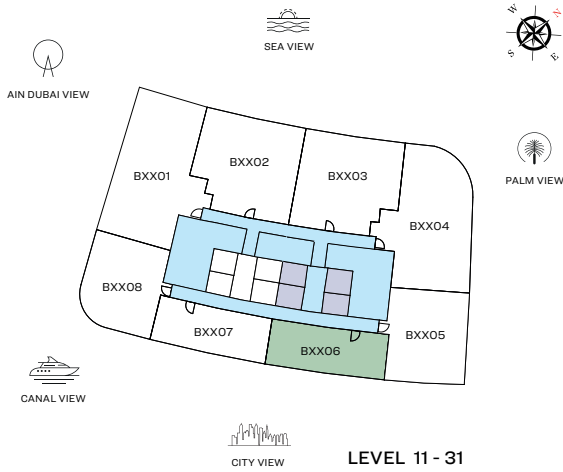 SEA VIEW
W
N
S
E
AIN DUBAI VIEW
PALM VIEW
BXX01
BXX02
BXX03
BXX04
BXX08
BXX07
BXX06
BXX05
CANAL VIEW
CITY VIEW
LEVEL 11 - 31